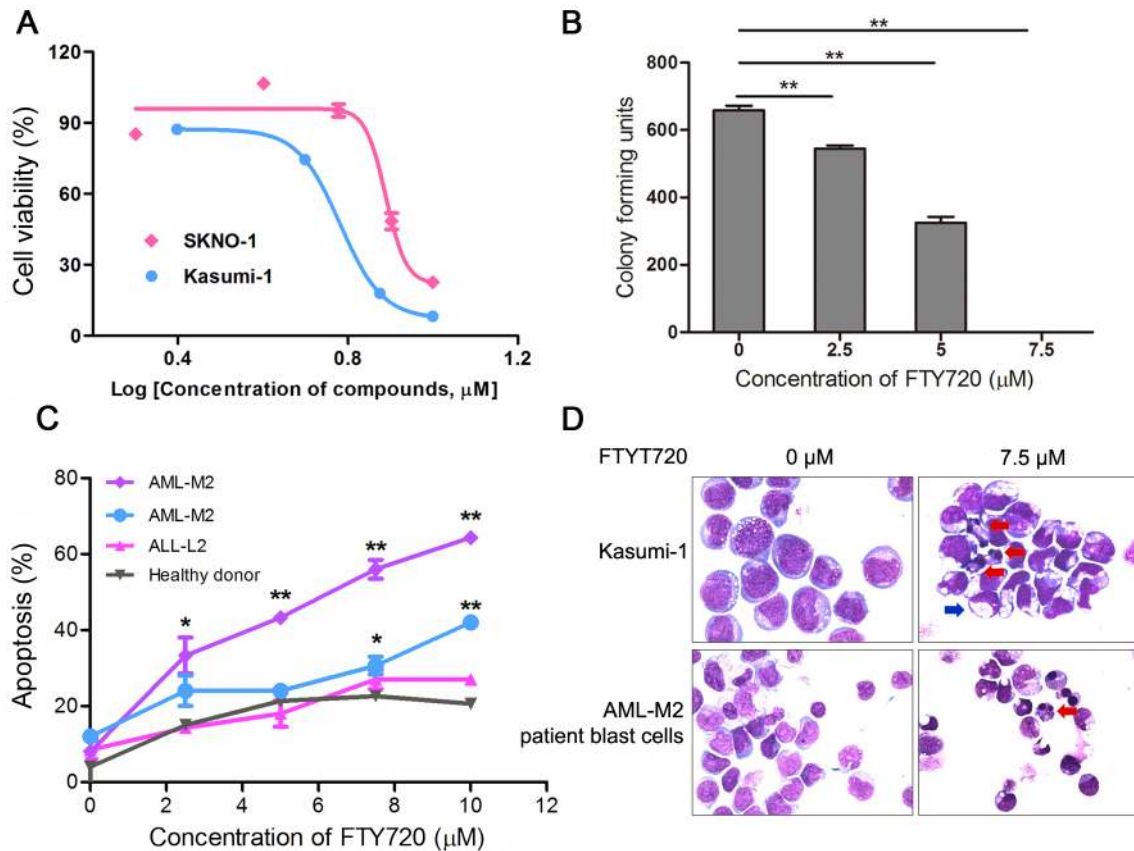 A
120
90
60
30
0
Cell viability (%)
SKNO-1
Kasumi-1
0.4
0.8
1.2
Log [Concentration of compounds, μM]
B
**
**
**
800
600
400
200
0
Colony forming units
0
2.5
5
7.5
Concentration of FTY720 (μM)
C
80
60
40
20
0
Apoptosis (%)
AML-M2
AML-M2
ALL-L2
Healthy donor
*
**
**
**
*
**
0
2
4
6
8
10
12
Concentration of FTY720 (μM)
D
FTYT720
0 μM
7.5 μM
Kasumi-1
AML-M2
patient blast cells